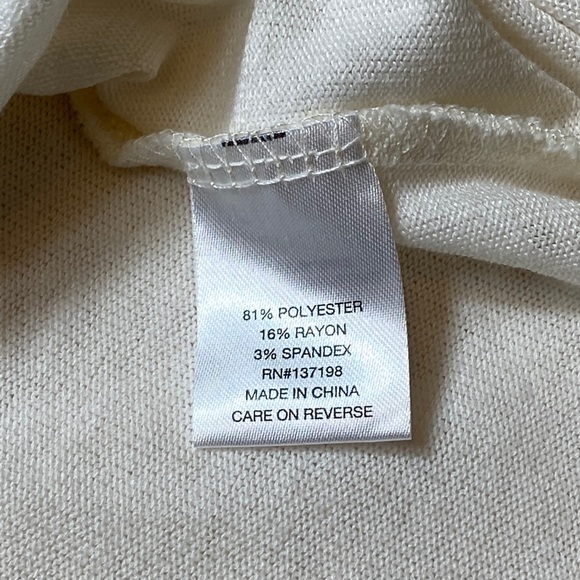 81% POLYESTER
16% RAYON
3% SPANDEX
RN#137198
MADE IN CHINA
CARE ON REVERSE